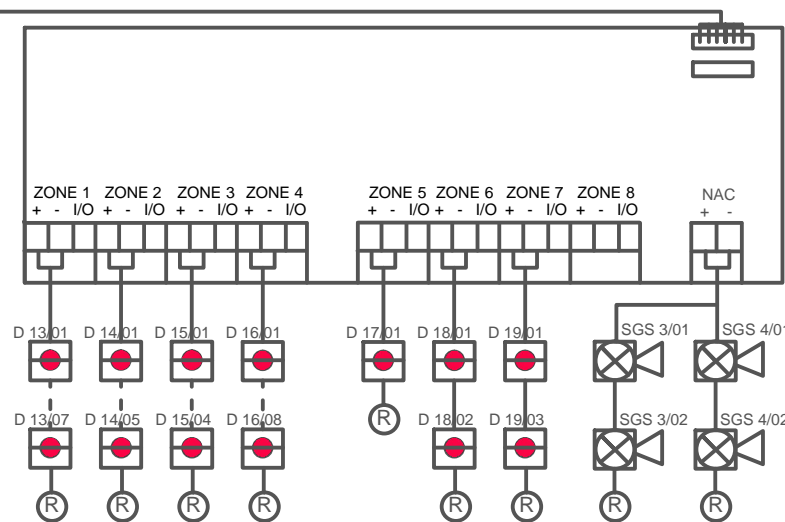 ZONE 1 ZONE 2 ZONE 3 ZONE 4 ZONE 5 ZONE 6 ZONE 7 ZONE 8 NAC
+ - I/O + - I/O + - I/O + - I/O + - I/O + - I/O + - I/O + - I/O + -
D 13/01 D 14/01 D 15/01 D 16/01 D 17/01 D 18/01 D 19/01 SGS 3/01 SGS 4/01
D 13/07 D 14/05 D 15/04 D 16/08 R D 18/02 D 19/03 SGS 3/02 SGS 4/02
R R R R R R R R